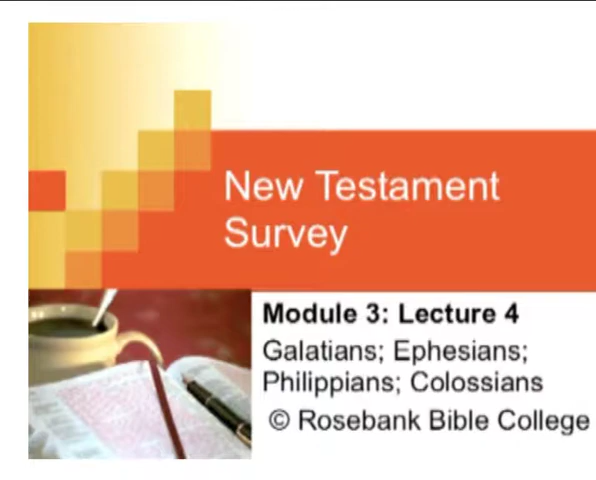 New Testament
Survey
Module 3: Lecture 4
Galatians; Ephesians;
Philippians; Colossians
© Rosebank Bible College